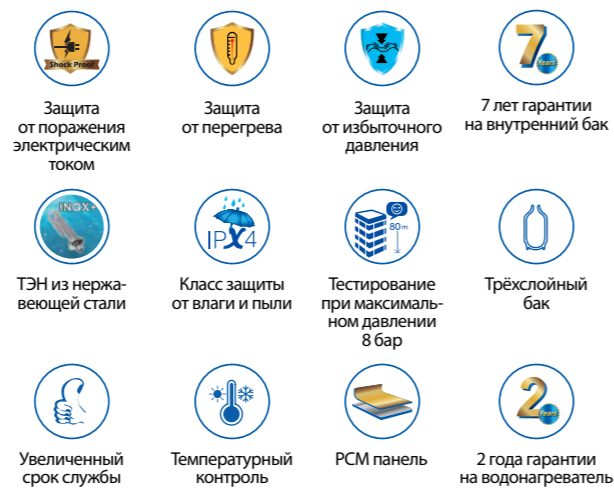 Shock Proof
7
Years
Защита
от поражения
электрическим
током
Защита
от перегрева
Защита
от избыточного
давления
7 лет гарантии
на внутренний бак
INOX+
IPX4
80m
ТЭН из нержа-
веющей стали
Класс защиты
от влаги и пыли
Тестирование
при максималь-
ном давлении
8 бар
Трёхслойный
бак
2
Years
Увеличенный
срок службы
Температурный
контроль
PCM панель
2 года гарантии
на водонагреватель